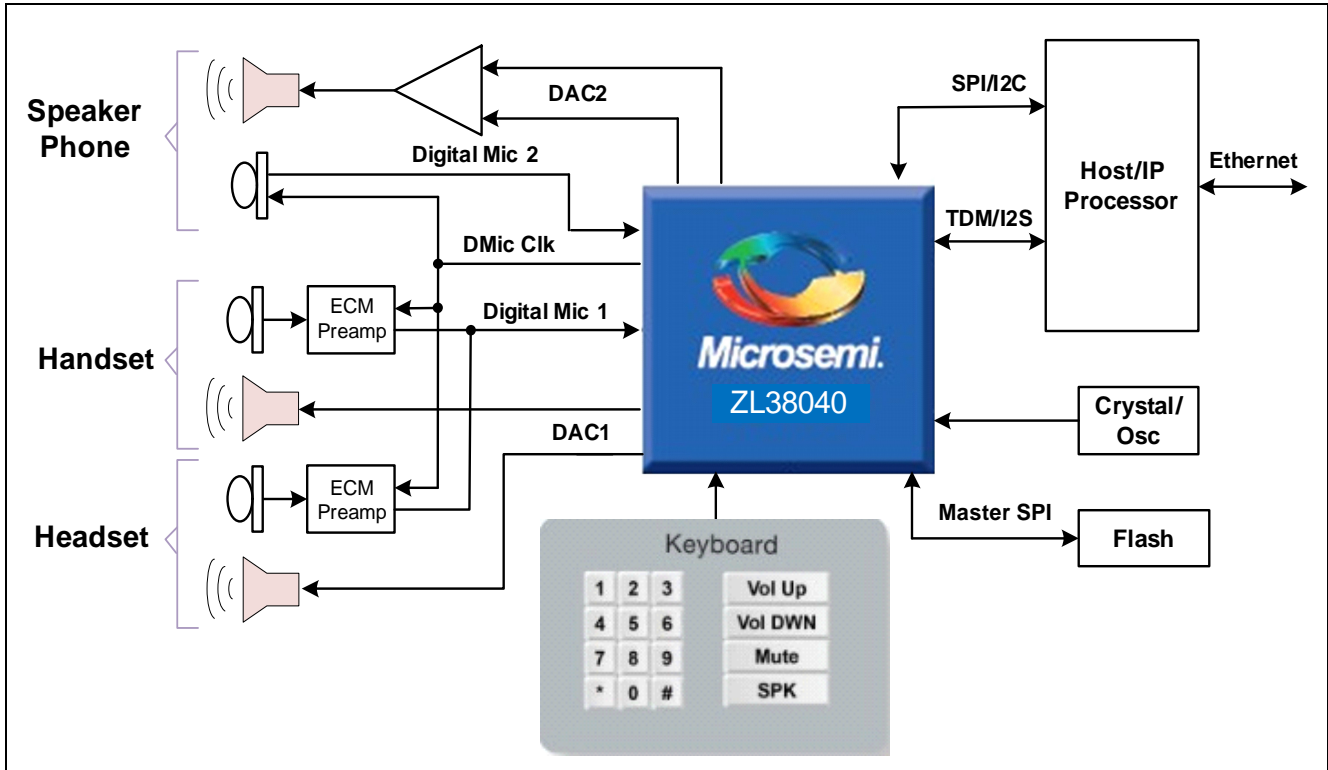 Speaker
Phone
DAC2
Digital Mic 2
DMic Clk
SPI/I2C
Host/IP
Processor
Ethernet
TDM/I2S
Handset
ECM
Preamp
Digital Mic 1
Microsemi.
ZL38040
DAC1
Crystal/
Osc
Headset
ECM
Preamp
Master SPI
Flash
Keyboard
1 2 3 Vol Up
4 5 6 Vol DWN
7 8 9 Mute
* 0 # SPK